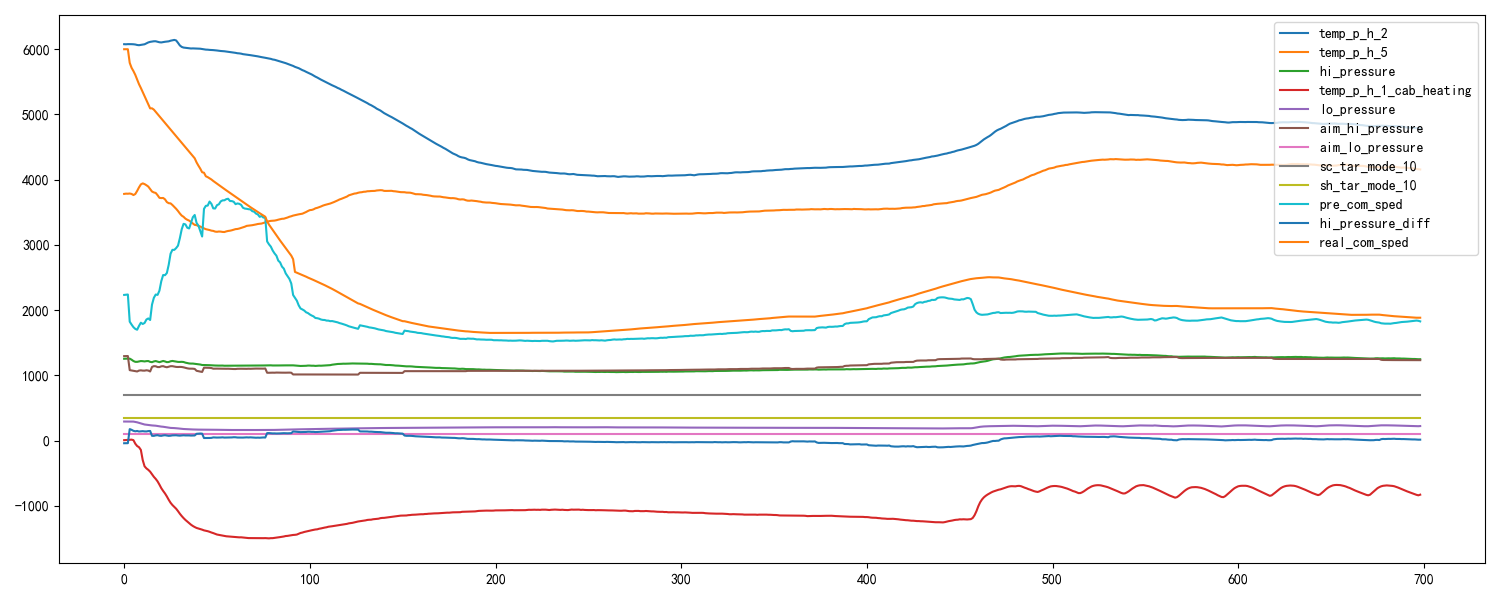 6000
5000
4000
3000
2000
1000
0
−1000
0
100
200
300
400
500
600
700
temp_p_h_2
temp_p_h_5
hi_pressure
temp_p_h_1_cab_heating
lo_pressure
aim_hi_pressure
aim_lo_pressure
sc_tar_mode_10
sh_tar_mode_10
pre_com_sped
hi_pressure_diff
real_com_sped